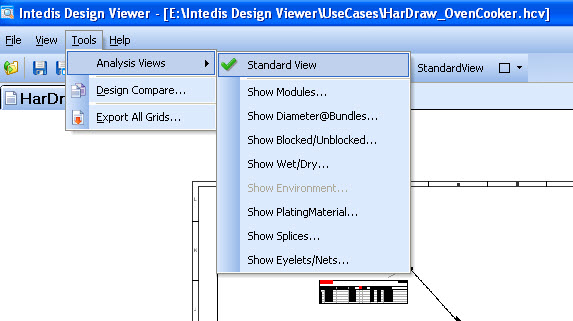 Intedis Design Viewer - [E:\Intedis Design Viewer\UseCases\HarDraw_OvenCooker.hcv]
File View Tools Help
Analysis Views
Design Compare...
Export All Grids...
Standard View
Show Modules...
Show Diameter@Bundles...
Show Blocked/Unblocked...
Show Wet/Dry...
Show Environment...
Show PlatingMaterial...
Show Splices...
Show Eyelets/Nets...
StandardView
HarDra
L
K